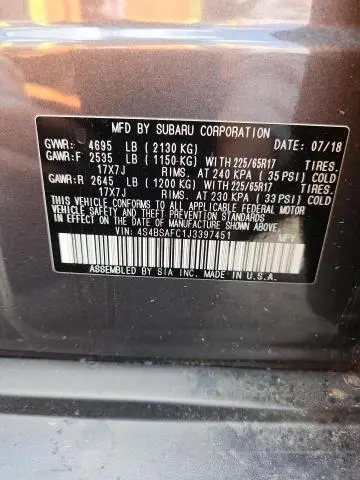 MFD BY SUBARU CORPORATION DATE: 07/18
GVWR: 4695 LB (2130 KG)
GAWR:F 2535 LB (1150 KG) WITH 225/65R17 TIRES.
17X7J RIMS. AT 240 KPA (35 PSI) COLD
GAWR:R 2645 LB (1200 KG) WITH 225/65R17 TIRES.
17X7J RIMS. AT 230 KPA (33 PSI) COLD
THIS VEHICLE CONFORMS TO ALL APPLICABLE FEDERAL MOTOR
VEHICLE SAFETY AND THEFT PREVENTION STANDARDS IN
EFFECT ON THE DATE OF MANUFACTURE SHOWN ABOVE.
VIN: 4S4BSAFC1J3397451 MPV
ASSEMBLED BY SIA INC. MADE IN U.S.A.